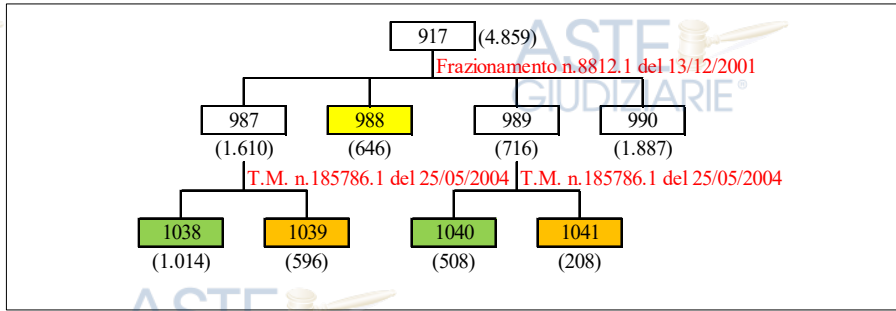 917 (4.859)
ASTE
Frazionamento n.8812.1 del 13/12/2001
GIUDIZIARIE®
987 988 989 990
(1.610) (646) (716) (1.887)
T.M. n.185786.1 del 25/05/2004 T.M. n.185786.1 del 25/05/2004
1038 1039 1040 1041
(1.014) (596) (508) (208)
ASTE